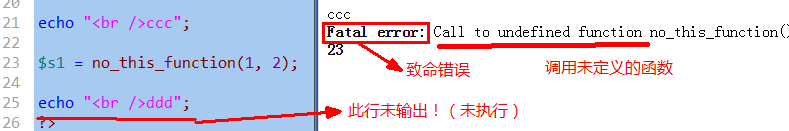 20
21 echo "<br />ccc";
22
23 $s1 = no_this_function(1, 2);
24
25 echo "<br />ddd";
26 ?>
ccc
Fatal error: Call to undefined function no_this_function()
23
致命错误
调用未定义的函数
此行未输出！（未执行）